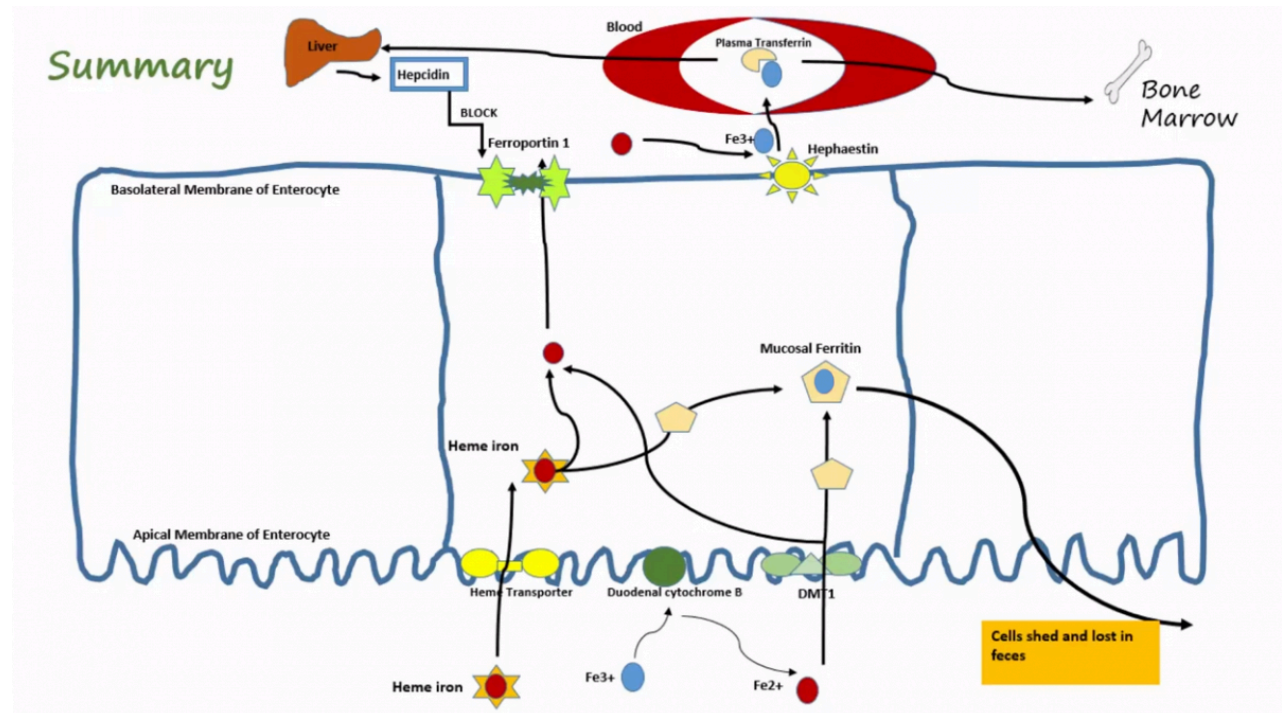 Summary
Liver
Hepcidin
BLOCK
Blood
Plasma Transferrin
Bone
Marrow
Ferroportin 1
Fe3+
Hephaestin
Basolateral Membrane of Enterocyte
Mucosal Ferritin
Heme iron
Apical Membrane of Enterocyte
Heme Transporter
Duodenal cytochrome B
DMT1
Cells shed and lost in
feces
Heme iron
Fe3+
Fe2+